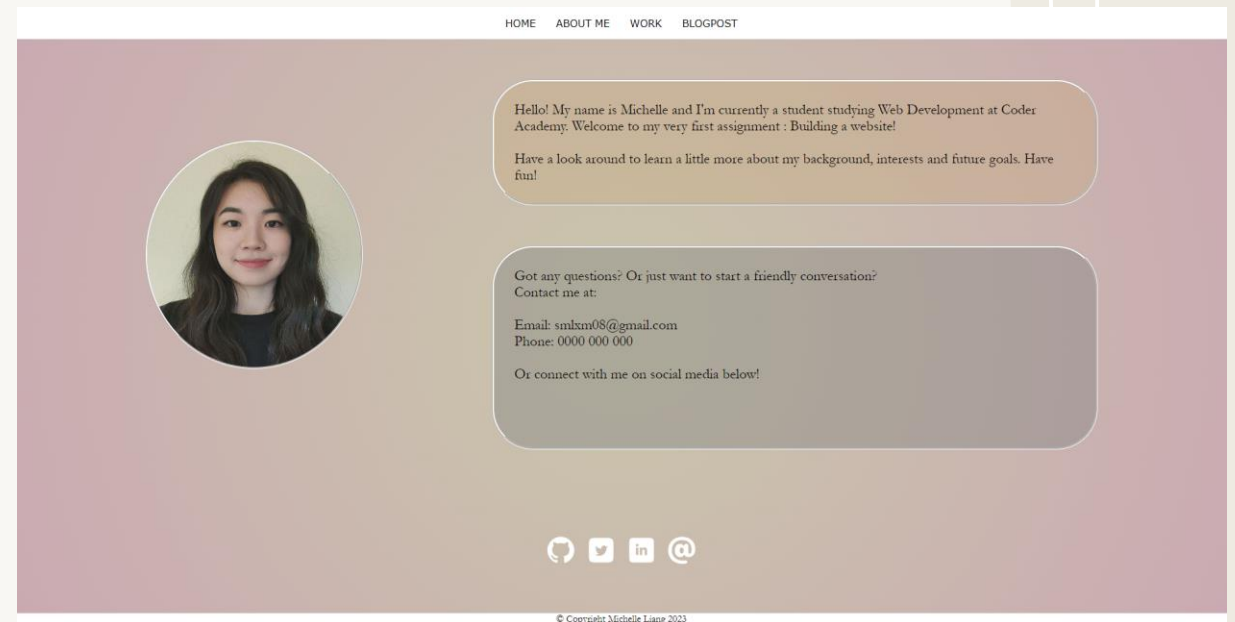 HOME ABOUT ME WORK BLOGPOST
Hello! My name is Michelle and I'm currently a student studying Web Development at Coder
Academy. Welcome to my very first assignment : Building a website!
Have a look around to learn a little more about my background, interests and future goals. Have
fun!
Got any questions? Or just want to start a friendly conversation?
Contact me at:
Email: smlxm08@gmail.com
Phone: 0000 000 000
Or connect with me on social media below!
in @
© Copyright Michelle Liang 2023